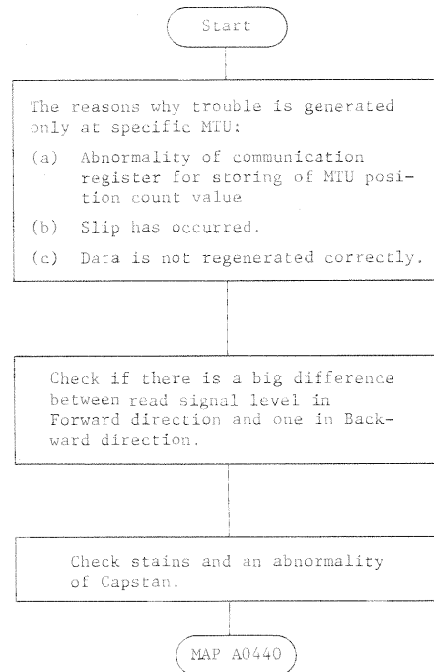 Start
The reasons why trouble is generated
only at specific MTU:
(a) Abnormality of communication
register for storing of MTU posi-
tion count value
(b) Slip has occurred.
(c) Data is not regenerated correctly.
Check if there is a big difference
between read signal level in
Forward direction and one in Back-
ward direction.
Check stains and an abnormality
of Capstan.
MAP A0440